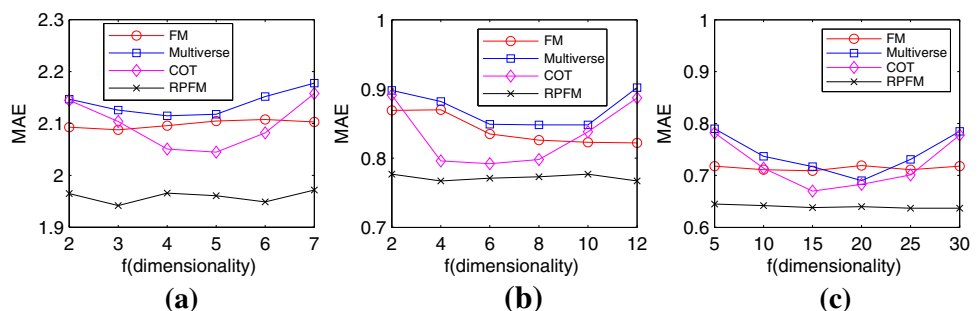 2.3
2.2
2.1
2
1.9
MAE
2 3 4 5 6 7
f(dimensionality)
FM
Multiverse
COT
RPFM
(a)
1
0.9
0.8
0.7
MAE
2 4 6 8 10 12
f(dimensionality)
FM
Multiverse
COT
RPFM
(b)
1
0.9
0.8
0.7
0.6
MAE
5 10 15 20 25 30
f(dimensionality)
FM
Multiverse
COT
RPFM
(c)